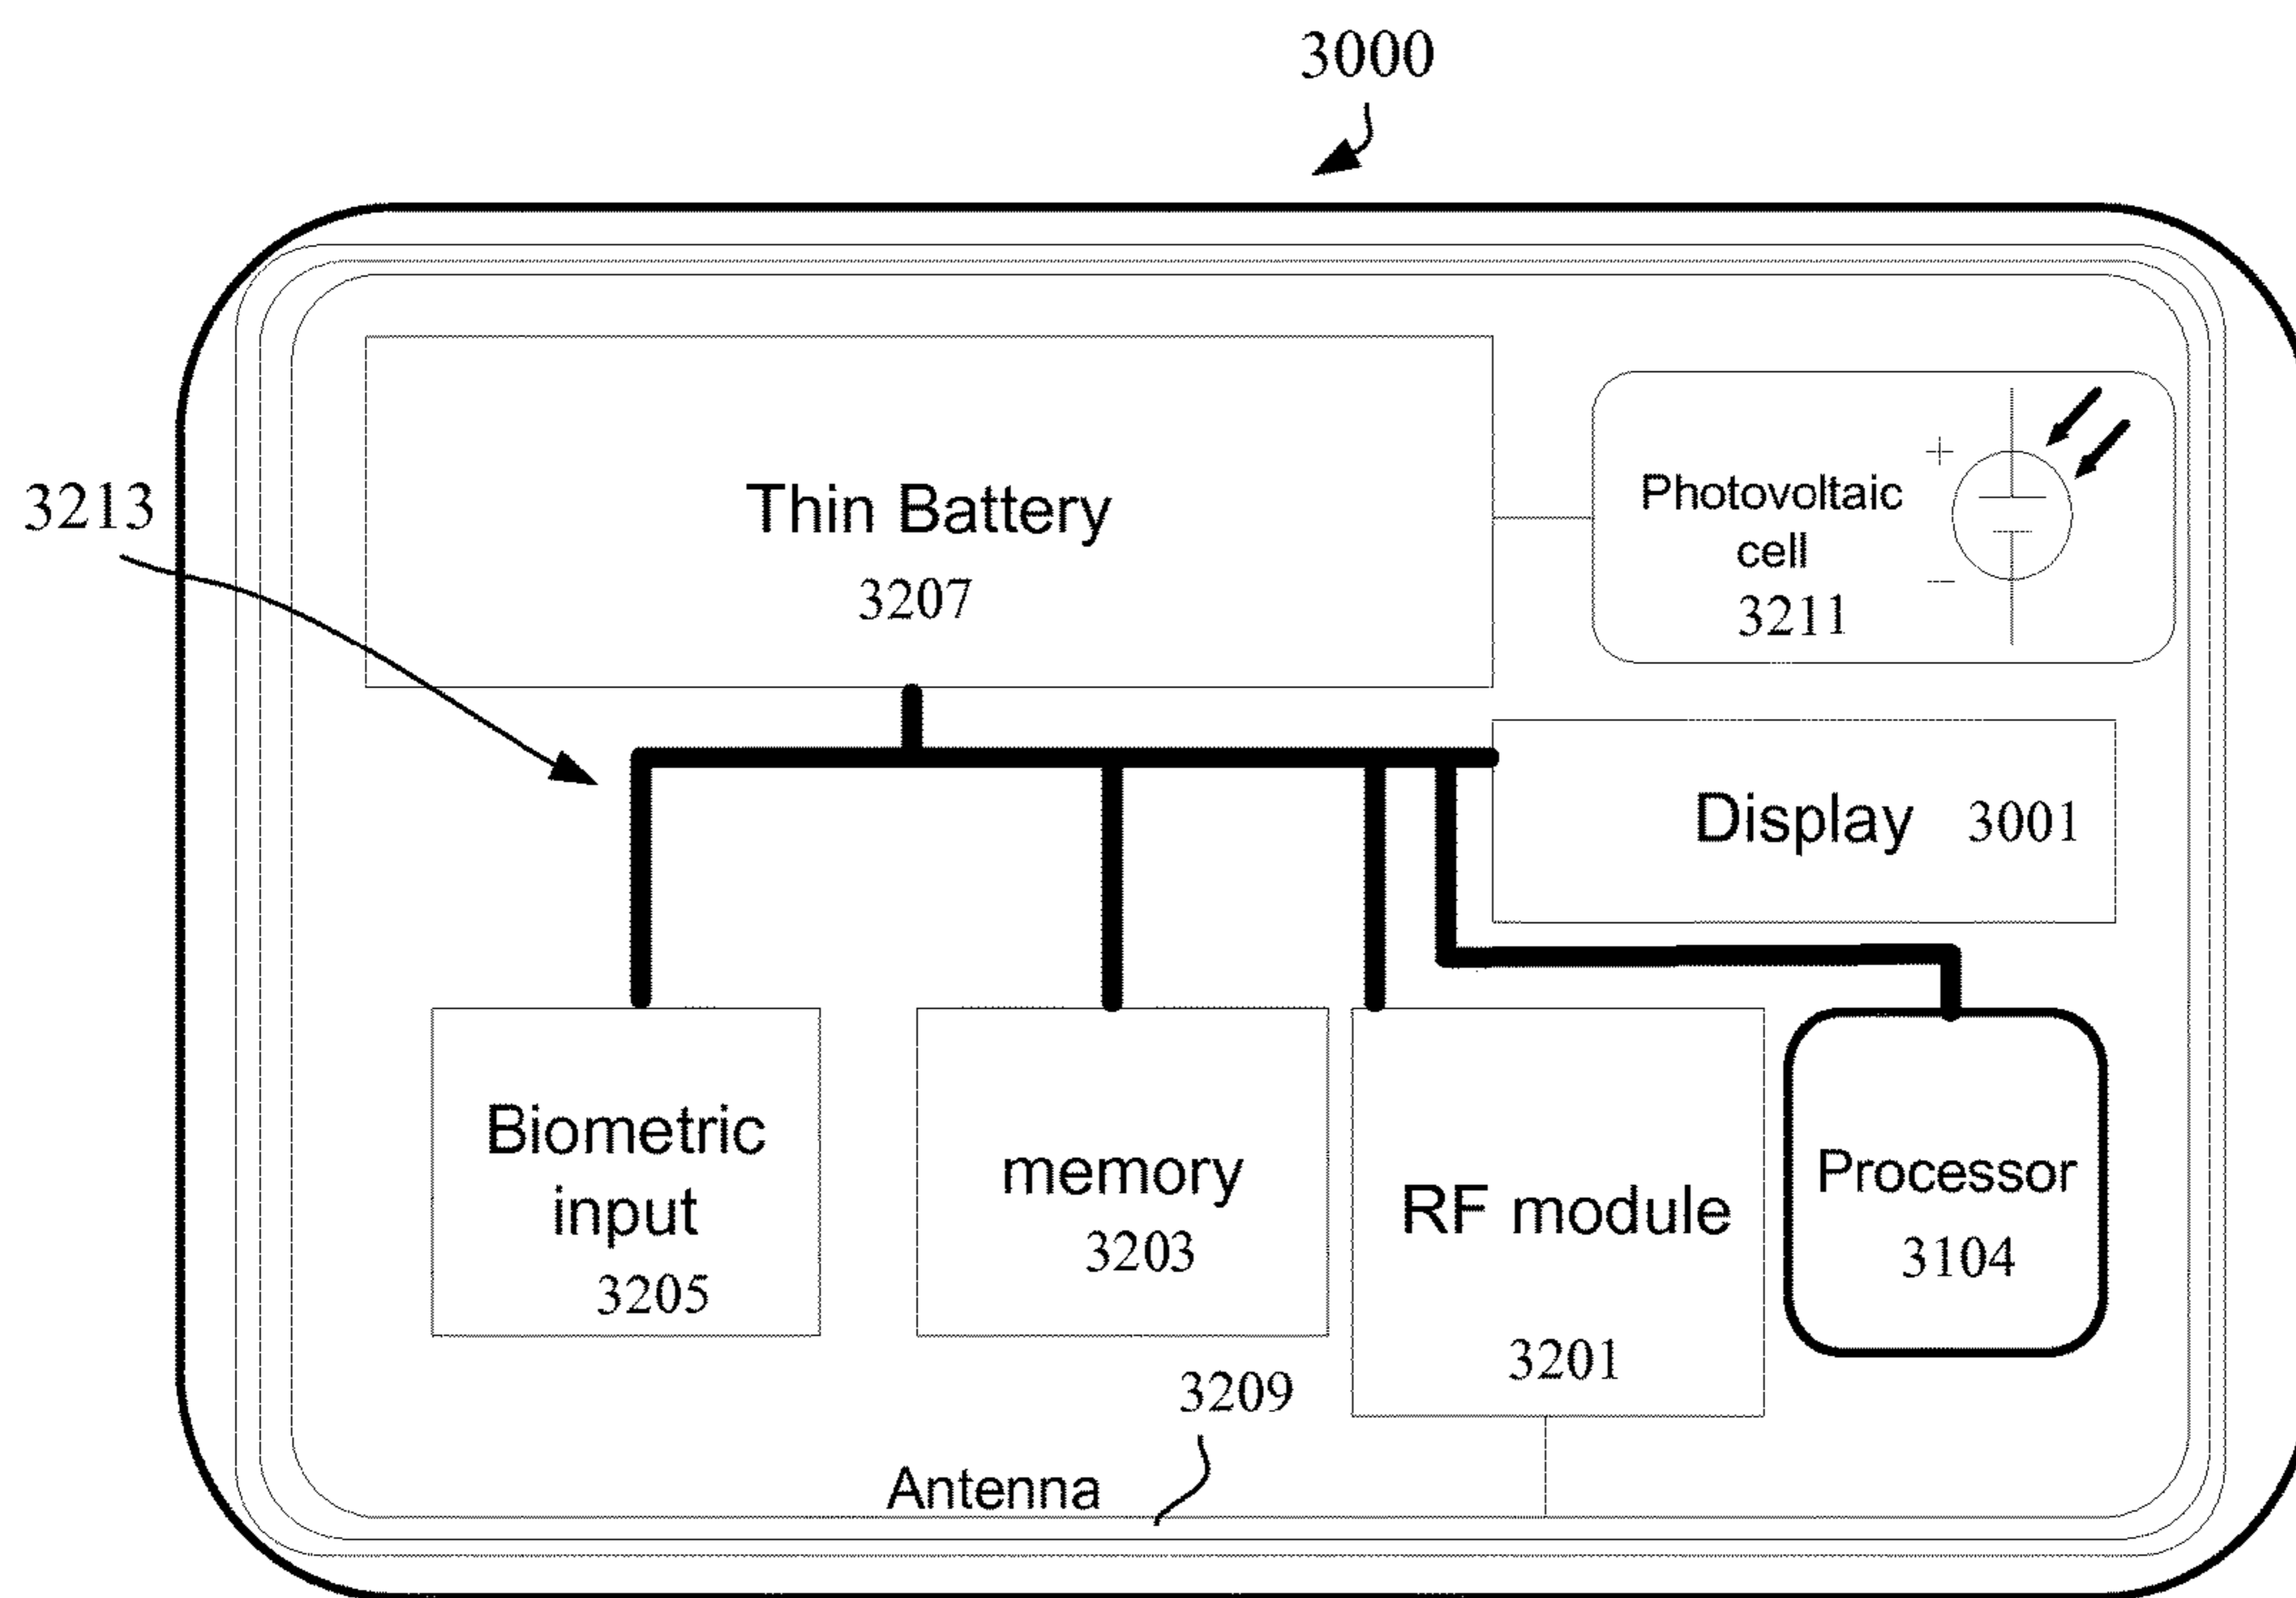 3000
3213
Thin Battery
3207
Photovoltaic
cell
3211
+
−
Display 3001
Biometric
input
3205
memory
3203
RF module
3201
Processor
3104
3209
Antenna